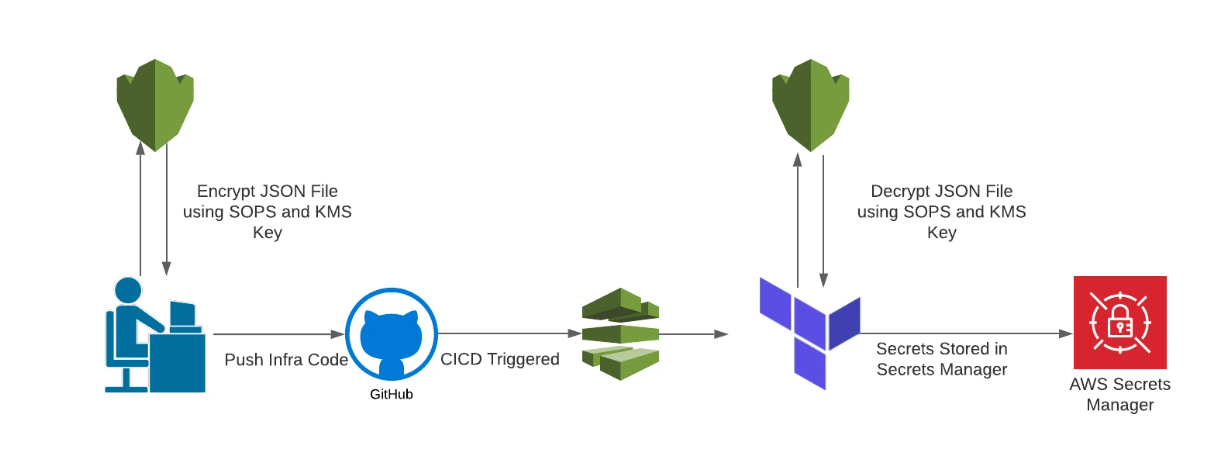 Encrypt JSON File
using SOPS and KMS
Key
Decrypt JSON File
using SOPS and KMS
Key
Push Infra Code
GitHub
CICD Triggered
Secrets Stored in
Secrets Manager
AWS Secrets
Manager